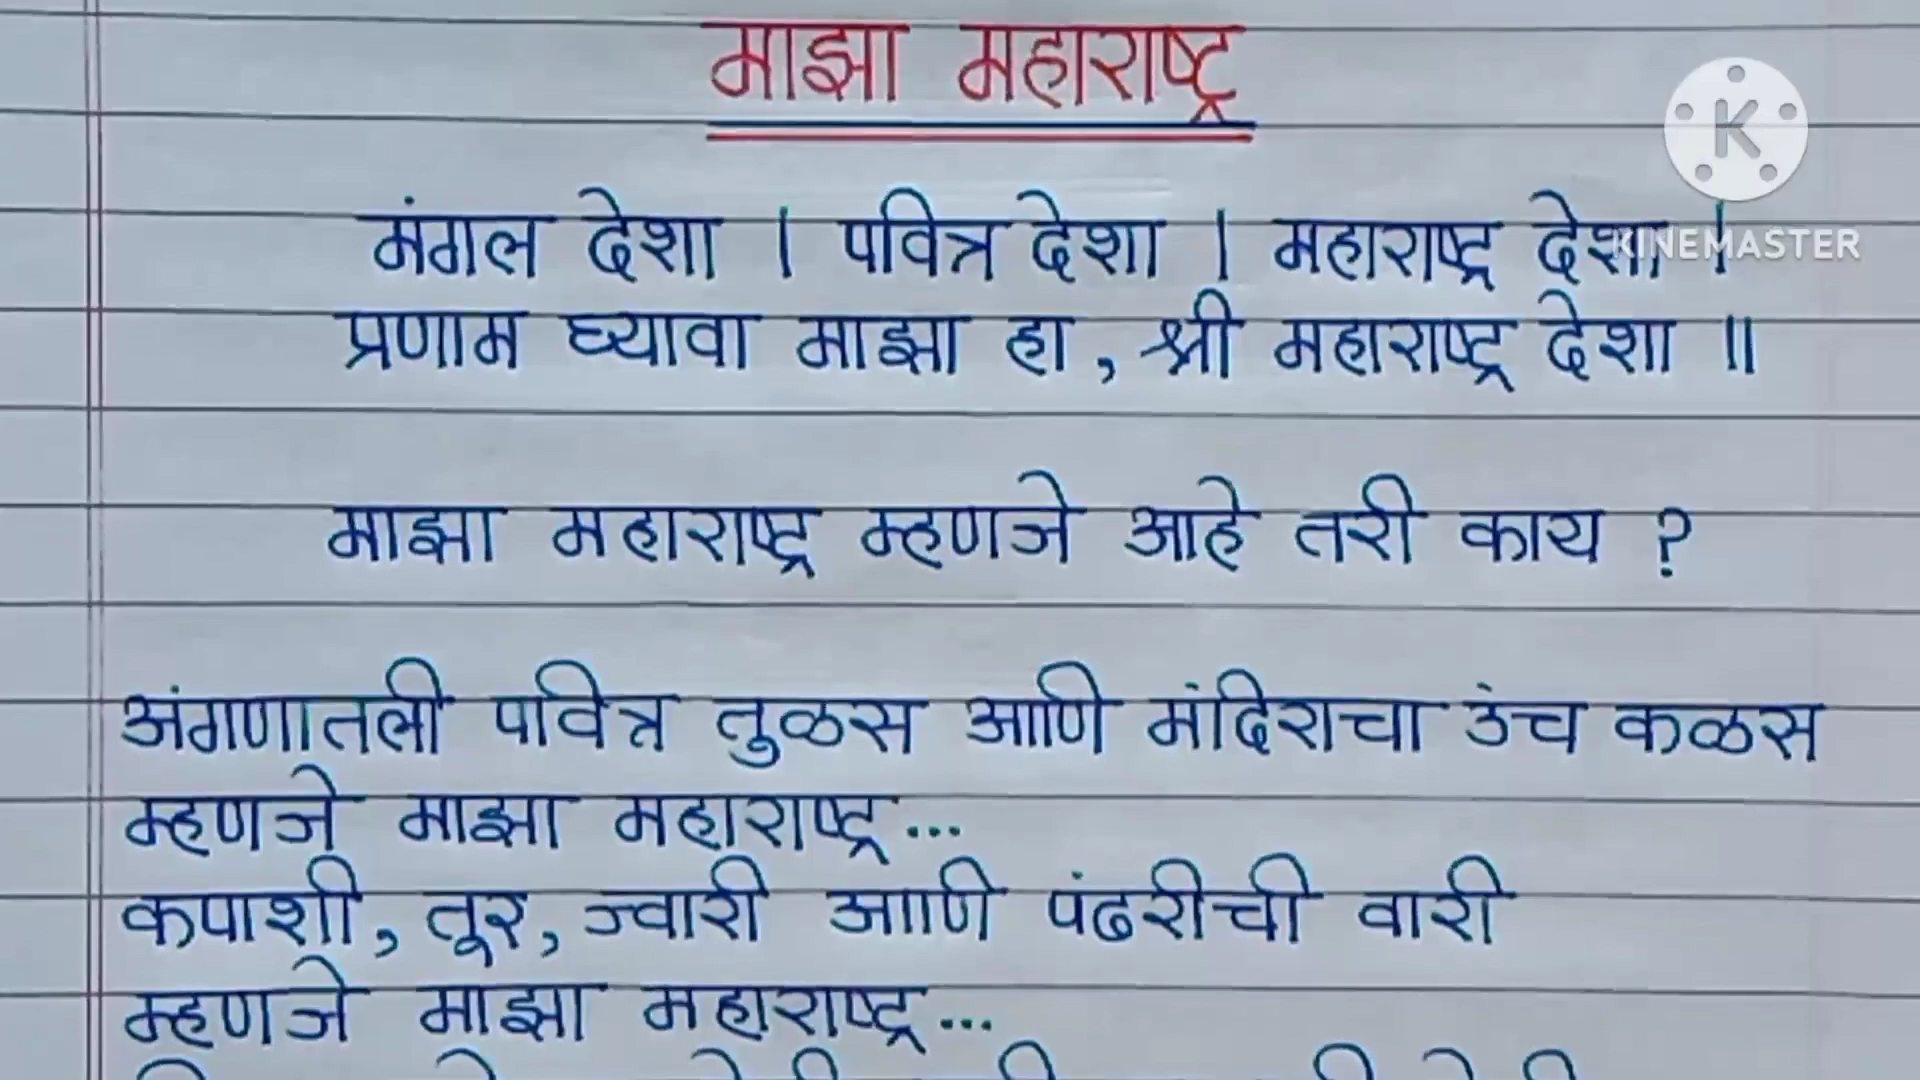 माझा महाराष्ट्र
मंगल देशा । पवित्र देशा । महाराष्ट्र देशा ।
KINEMASTER
प्रणाम घ्यावा माझा हा, श्री महाराष्ट्र देशा ॥
माझा महाराष्ट्र म्हणजे आहे तरी काय ?
अंगणातली पवित्र तुळस आणि मंदिराचा उंच कळस
म्हणजे माझा महाराष्ट्र...
कपाशी, तूर, ज्वारी आणि पंढरीची वारी
म्हणजे माझा महाराष्ट्र...